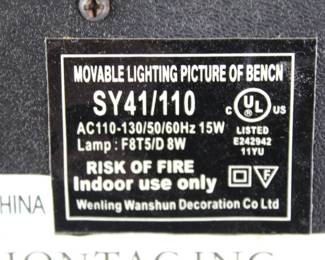 MOVABLE LIGHTING PICTURE OF BENCN
SY41/110
AC110-130/50/60Hz 15W
Lamp : F8T5/D 8W
C UL US
LISTED
E242942
11YU
RISK OF FIRE
Indoor use only
F
Wenling Wanshun Decoration Co Ltd
HINA